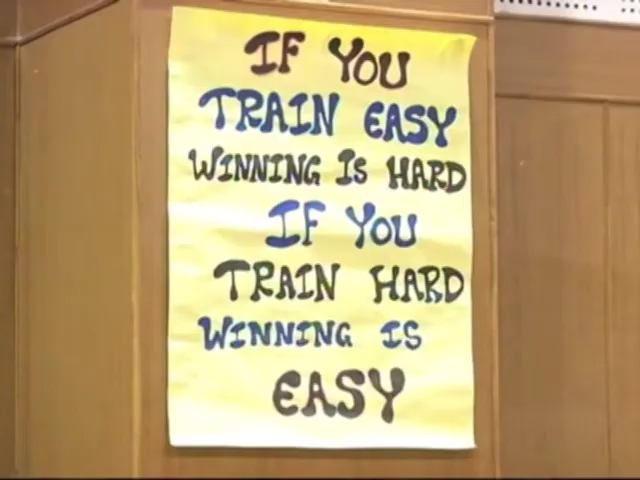 IF YOU
TRAIN EASY
WINNING IS HARD
IF YOU
TRAIN HARD
WINNING IS
EASY